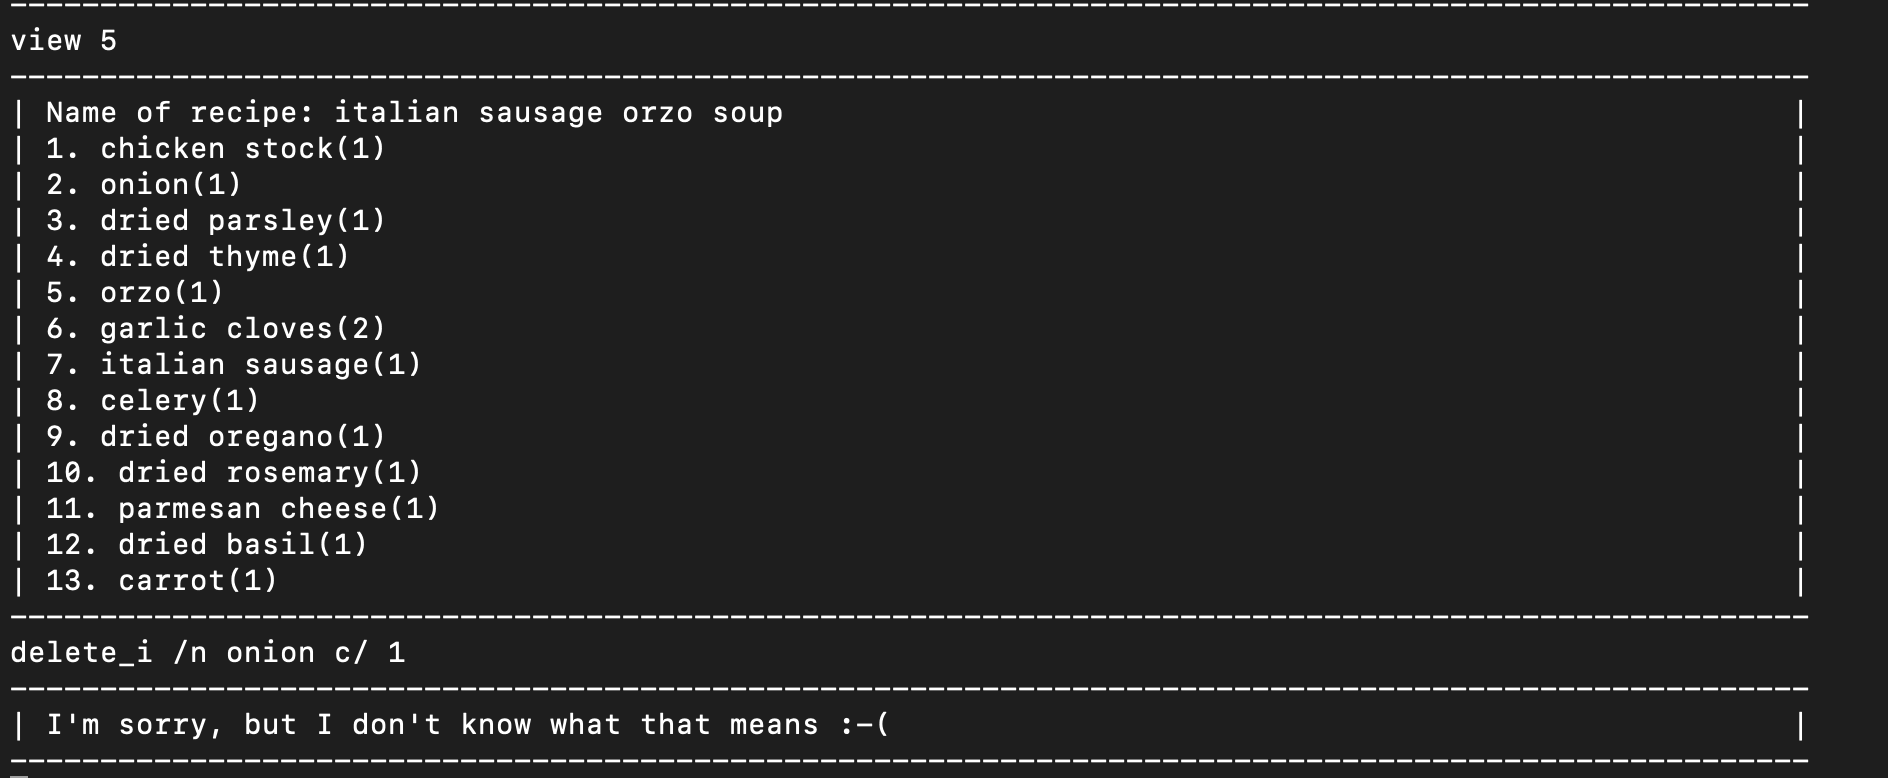 ----------------------------------------------------------------------------------------------------
view 5
----------------------------------------------------------------------------------------------------
| Name of recipe: italian sausage orzo soup |
| 1. chicken stock(1) |
| 2. onion(1) |
| 3. dried parsley(1) |
| 4. dried thyme(1) |
| 5. orzo(1) |
| 6. garlic cloves(2) |
| 7. italian sausage(1) |
| 8. celery(1) |
| 9. dried oregano(1) |
| 10. dried rosemary(1) |
| 11. parmesan cheese(1) |
| 12. dried basil(1) |
| 13. carrot(1) |
----------------------------------------------------------------------------------------------------
delete_i /n onion c/ 1
----------------------------------------------------------------------------------------------------
| I'm sorry, but I don't know what that means :-( |
----------------------------------------------------------------------------------------------------